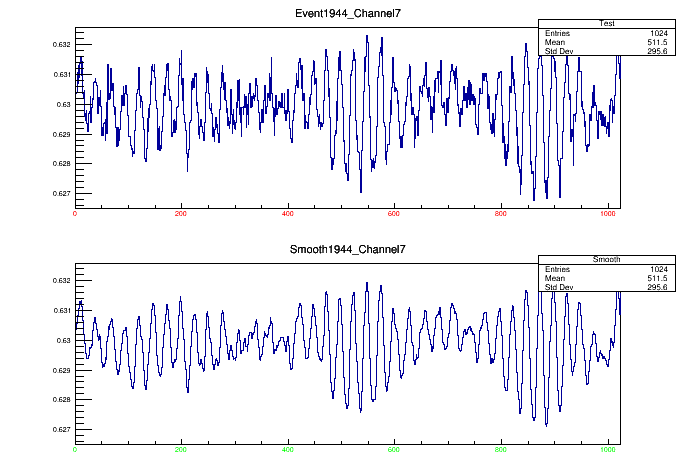 Event1944_Channel7
Test
Entries 1024
Mean 511.5
Std Dev 295.6
0.632
0.631
0.63
0.629
0.628
0.627
0 200 400 600 800 1000
Smooth1944_Channel7
Smooth
Entries 1024
Mean 511.5
Std Dev 295.6
0.632
0.631
0.63
0.629
0.628
0.627
0 200 400 600 800 1000